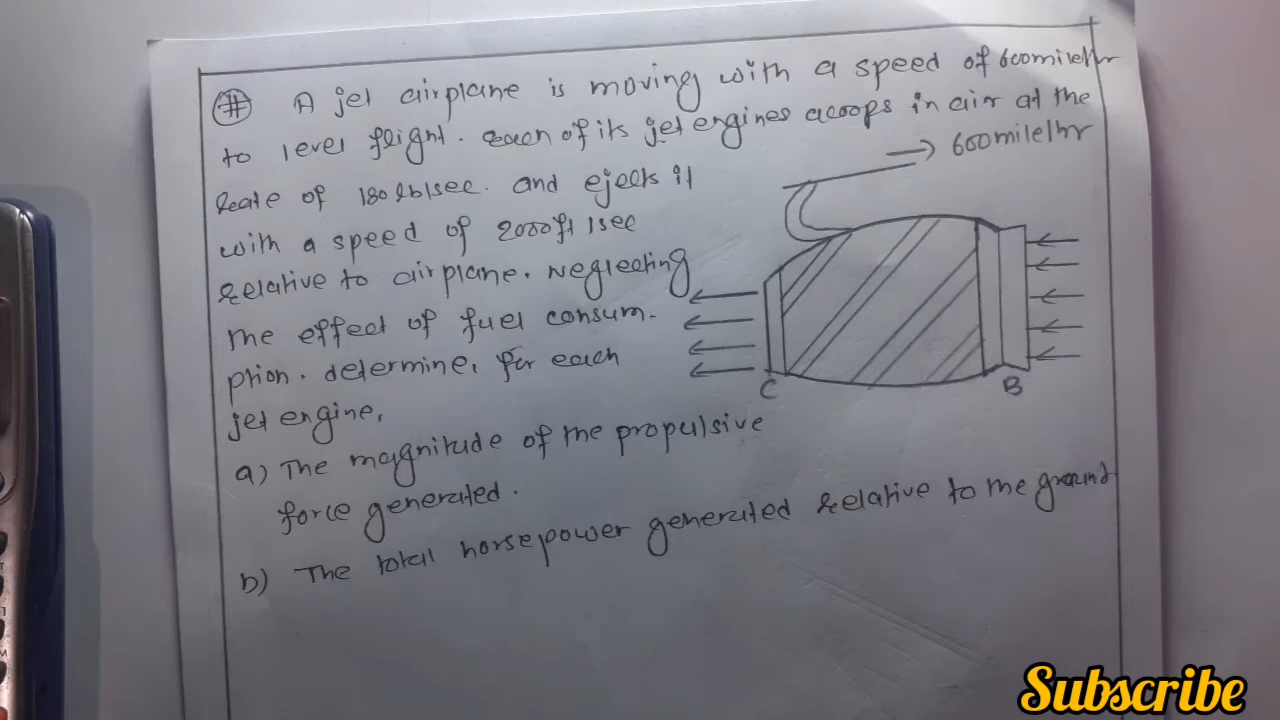 # A jet airplane is moving with a speed of 600mile/hr
to level flight. each of its jet engines acoops in air at the
rate of 180 lb/sec. and ejects it
→ 600mile/hr
with a speed of 2000ft/sec
relative to airplane. Neglecting
the effect of fuel consum-
ption. determine, for each
jet engine,
C
B
a) The magnitude of the propulsive
force generated.
b) The total horsepower generated relative to the ground
Subscribe